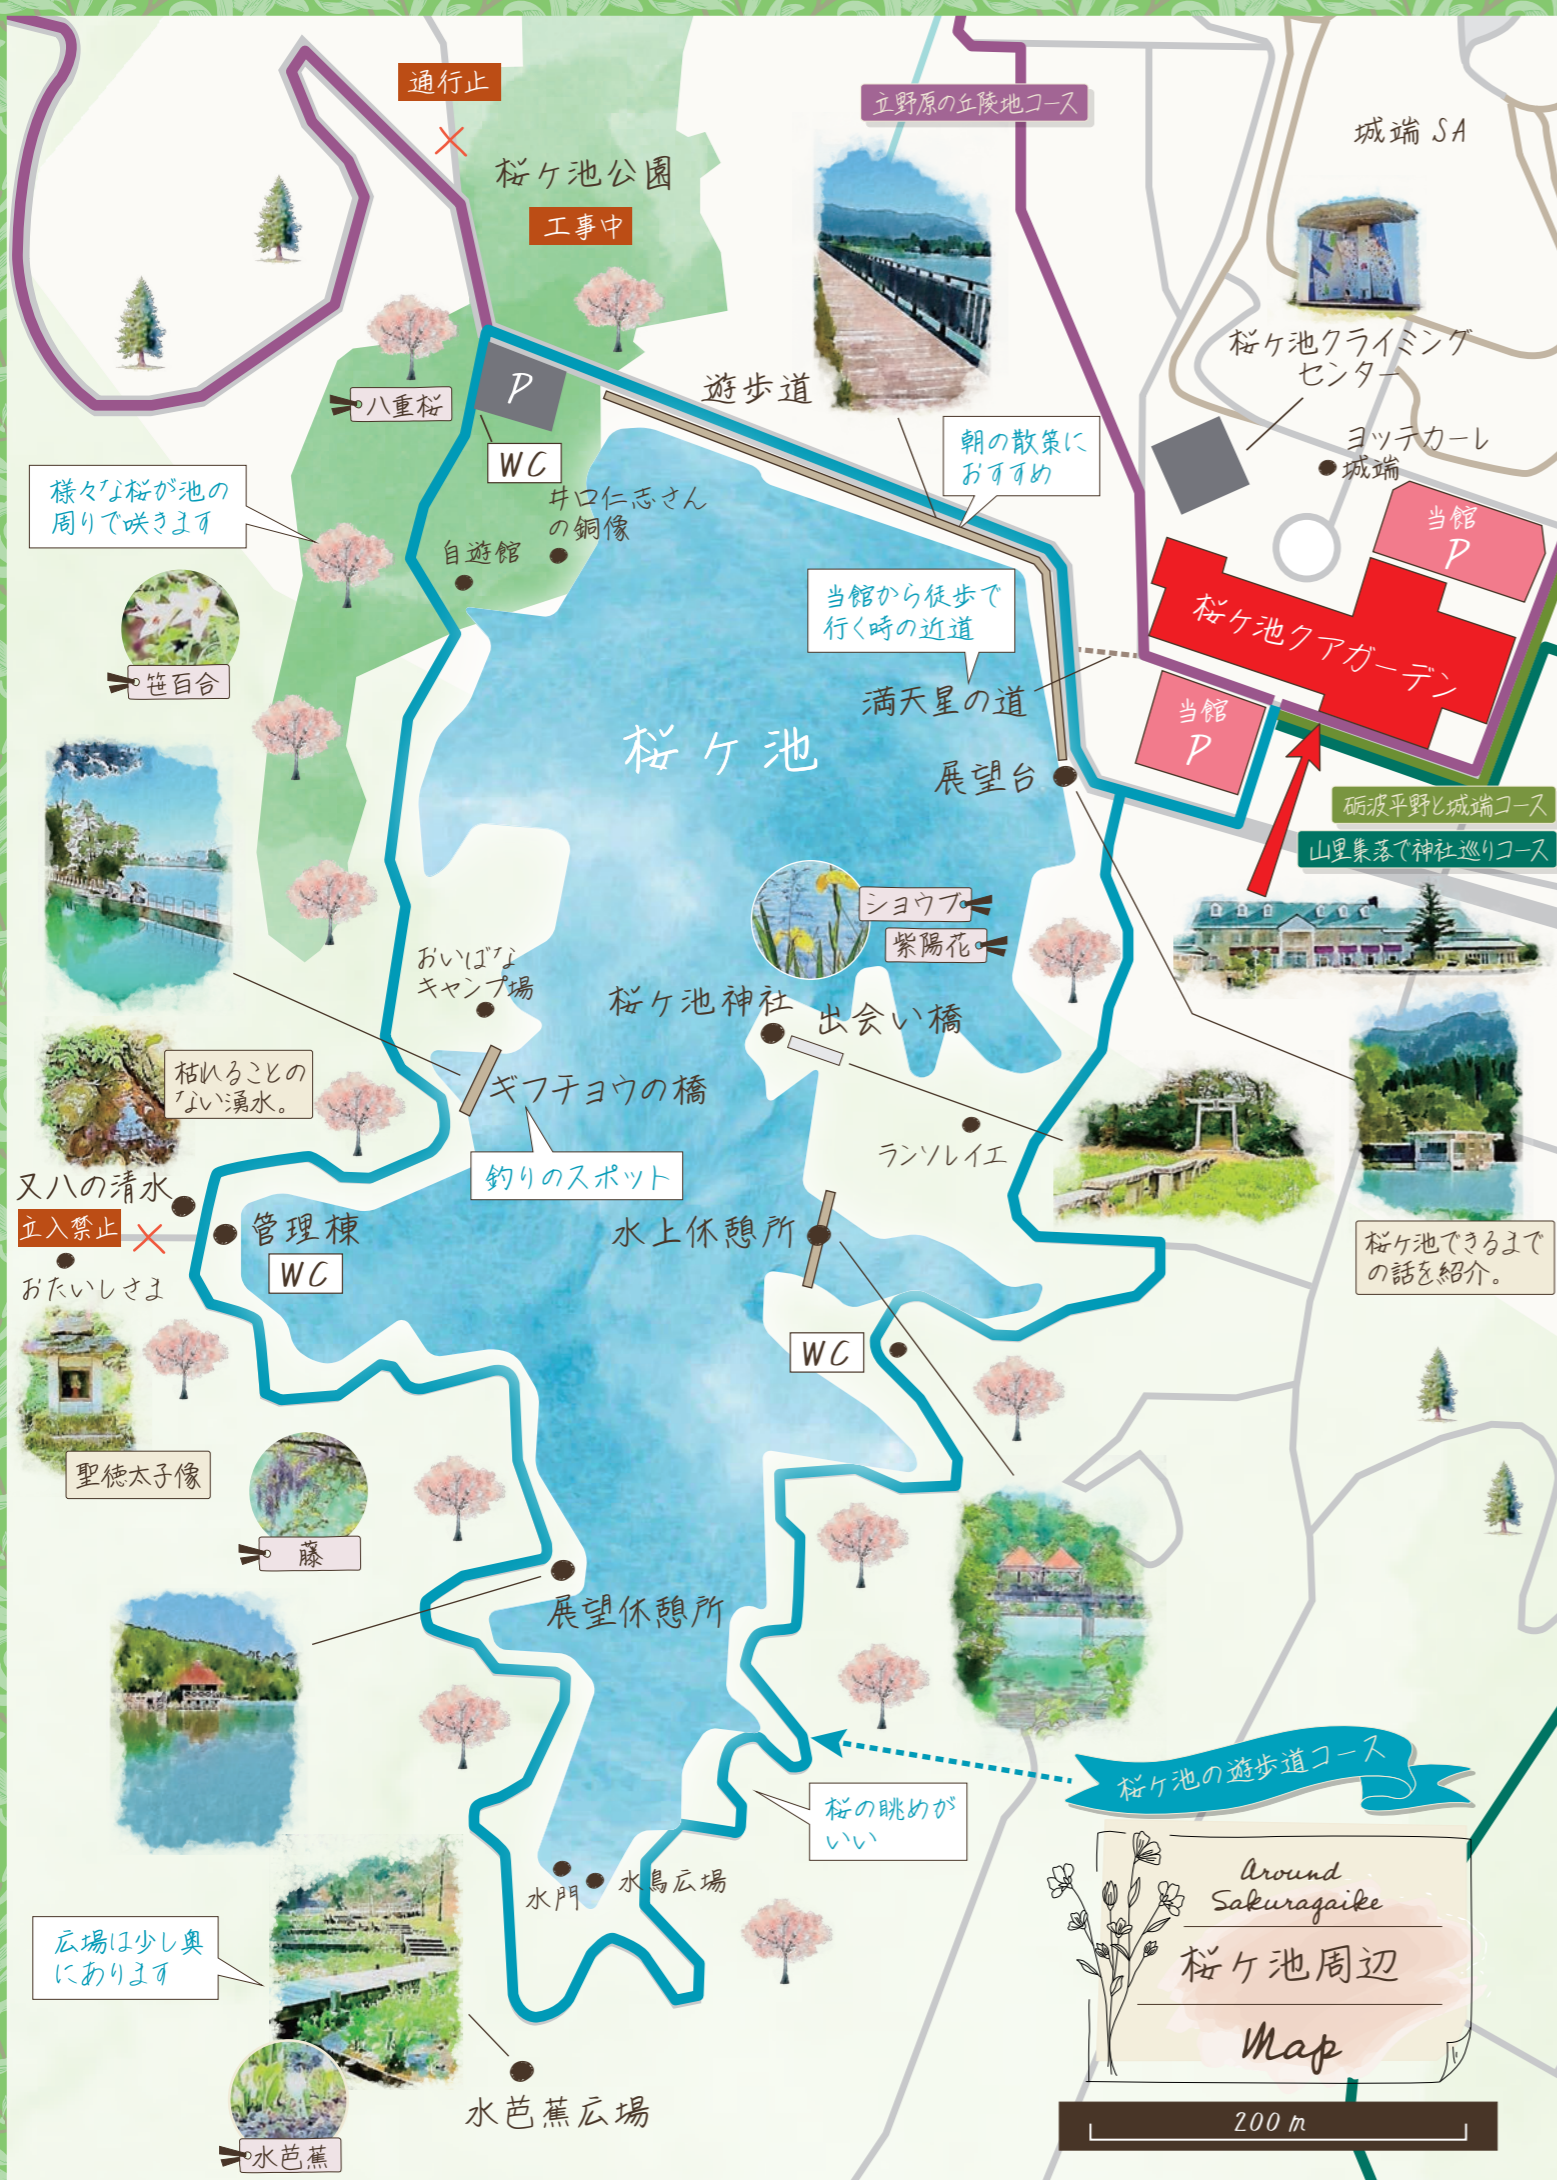 通行止
桜ケ池公園
工事中
立野原の丘陵地コース
城端 SA
桜ケ池クライミング
センター
ヨッテカーレ
城端
遊歩道
朝の散策に
おすすめ
八重桜
P
WC
様々な桜が池の
周りで咲きます
井口仁志さん
の銅像
自遊館
当館
P
桜ケ池クアガーデン
当館から徒歩で
行く時の近道
満天星の道
当館
P
笹百合
桜ケ池
展望台
砺波平野と城端コース
山里集落で神社巡りコース
ショウブ
紫陽花
おいばな
キャンプ場
桜ケ池神社
出会い橋
枯れることの
ない湧水。
ギフチョウの橋
釣りのスポット
ランソレイエ
又八の清水
立入禁止
管理棟
WC
おたいしさま
水上休憩所
桜ケ池できるまで
の話を紹介。
WC
聖徳太子像
藤
展望休憩所
桜ケ池の遊歩道コース
桜の眺めが
いい
水門
水鳥広場
広場は少し奥
にあります
水芭蕉広場
水芭蕉
Around
Sakuragaike
桜ケ池周辺
Map
200 m